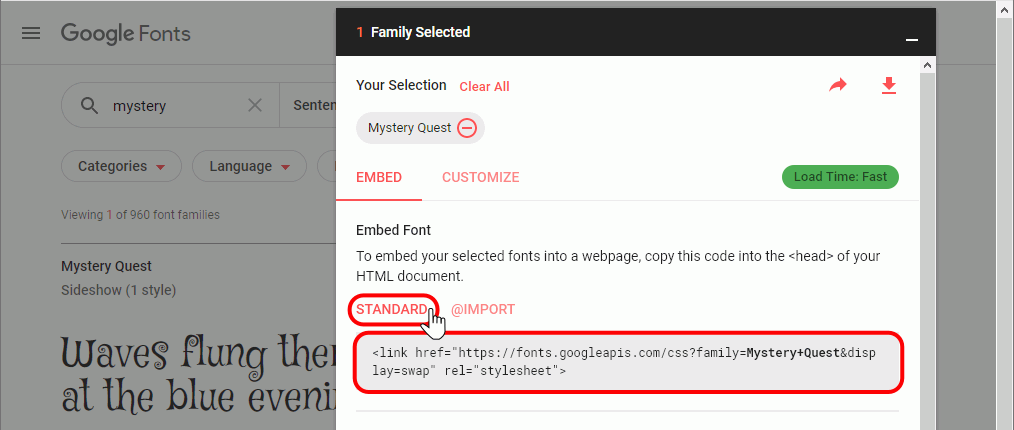 Google Fonts
mystery
Senten
Categories
Language
Viewing 1 of 960 font families
Mystery Quest
Sideshow (1 style)
Waves flung ther
at the blue evenin
1 Family Selected
Your Selection Clear All
Mystery Quest
EMBED CUSTOMIZE Load Time: Fast
Embed Font
To embed your selected fonts into a webpage, copy this code into the <head> of your
HTML document.
STANDARD @IMPORT
<link href="https://fonts.googleapis.com/css?family=Mystery+Quest&disp
lay=swap" rel="stylesheet">